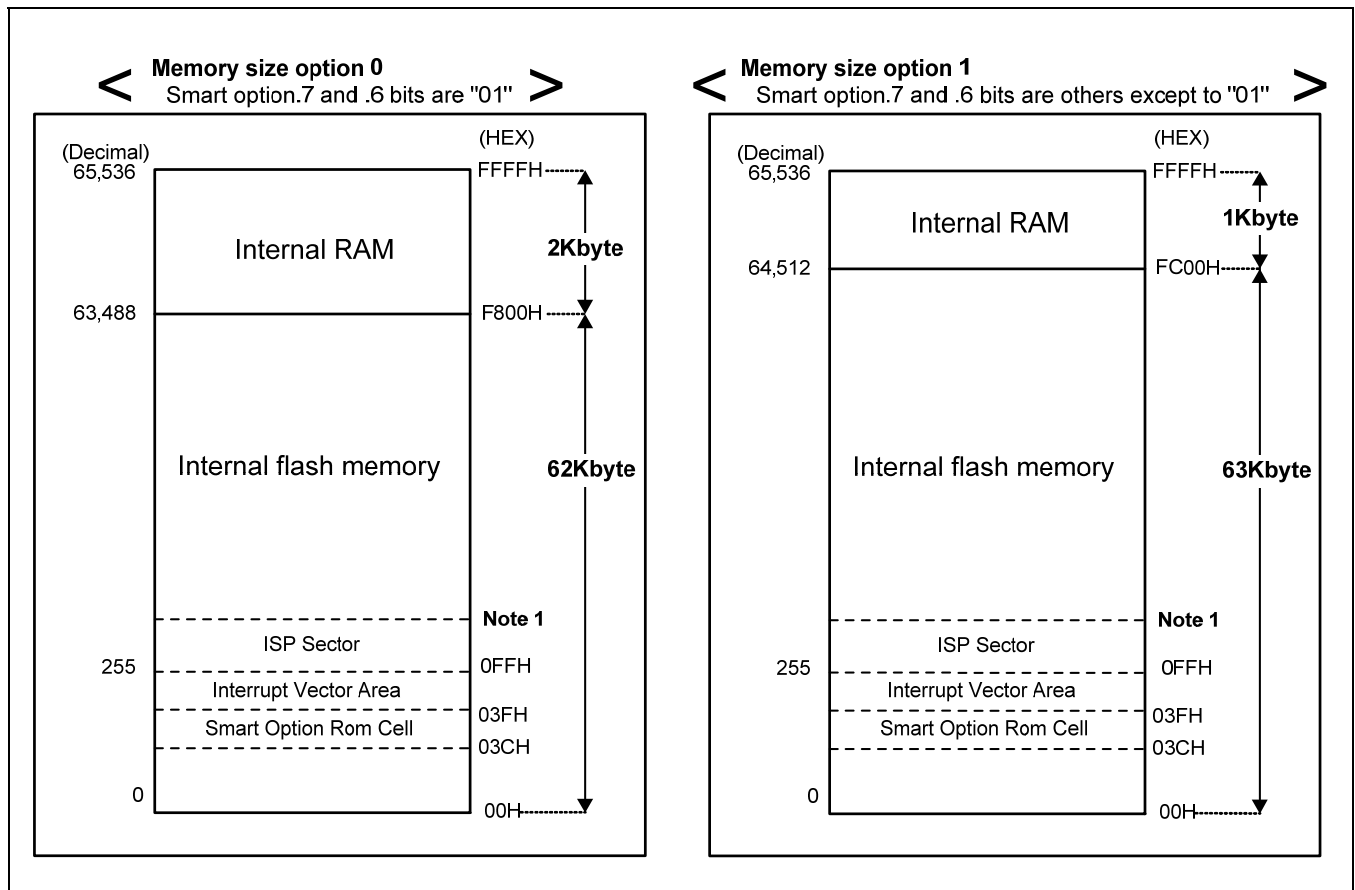 < Memory size option 0 >
Smart option.7 and .6 bits are "01"
(HEX)
(Decimal)
65,536
FFFFH
Internal RAM
2Kbyte
63,488
F800H
Internal flash memory
62Kbyte
Note 1
ISP Sector
255
0FFH
Interrupt Vector Area
03FH
Smart Option Rom Cell
03CH
0
00H
< Memory size option 1 >
Smart option.7 and .6 bits are others except to "01"
(HEX)
(Decimal)
65,536
FFFFH
Internal RAM
1Kbyte
64,512
FC00H
Internal flash memory
63Kbyte
Note 1
ISP Sector
255
0FFH
Interrupt Vector Area
03FH
Smart Option Rom Cell
03CH
0
00H